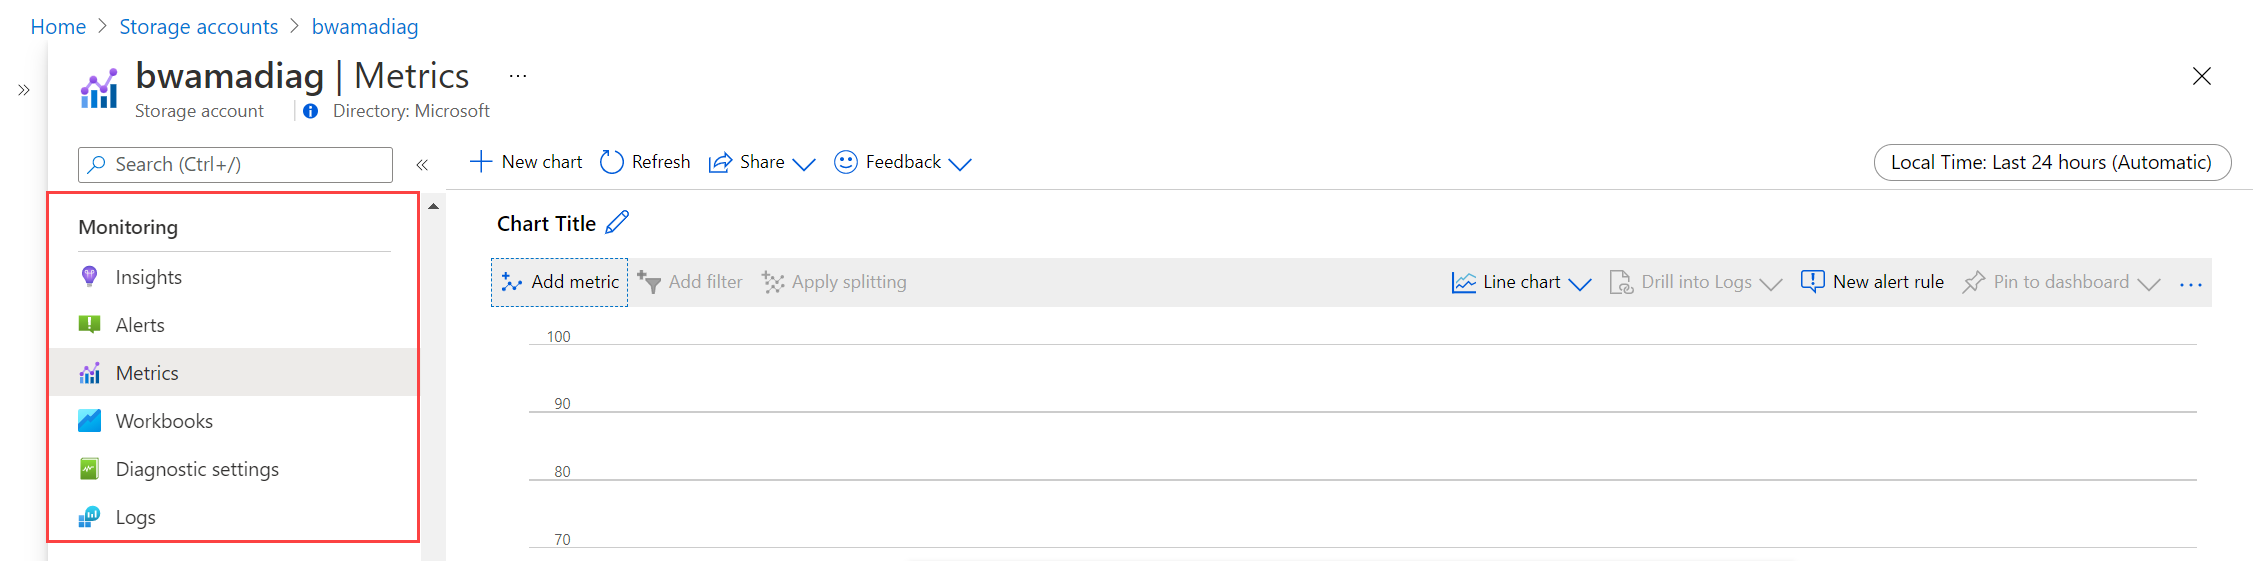 Home > Storage accounts > bwamadiag
bwamadiag | Metrics ...
Storage account | Directory: Microsoft
Search (Ctrl+/)
New chart Refresh Share Feedback Local Time: Last 24 hours (Automatic)
Monitoring
Insights
Alerts
Metrics
Workbooks
Diagnostic settings
Logs
Chart Title
Add metric Add filter Apply splitting Line chart Drill into Logs New alert rule Pin to dashboard ...
100
90
80
70